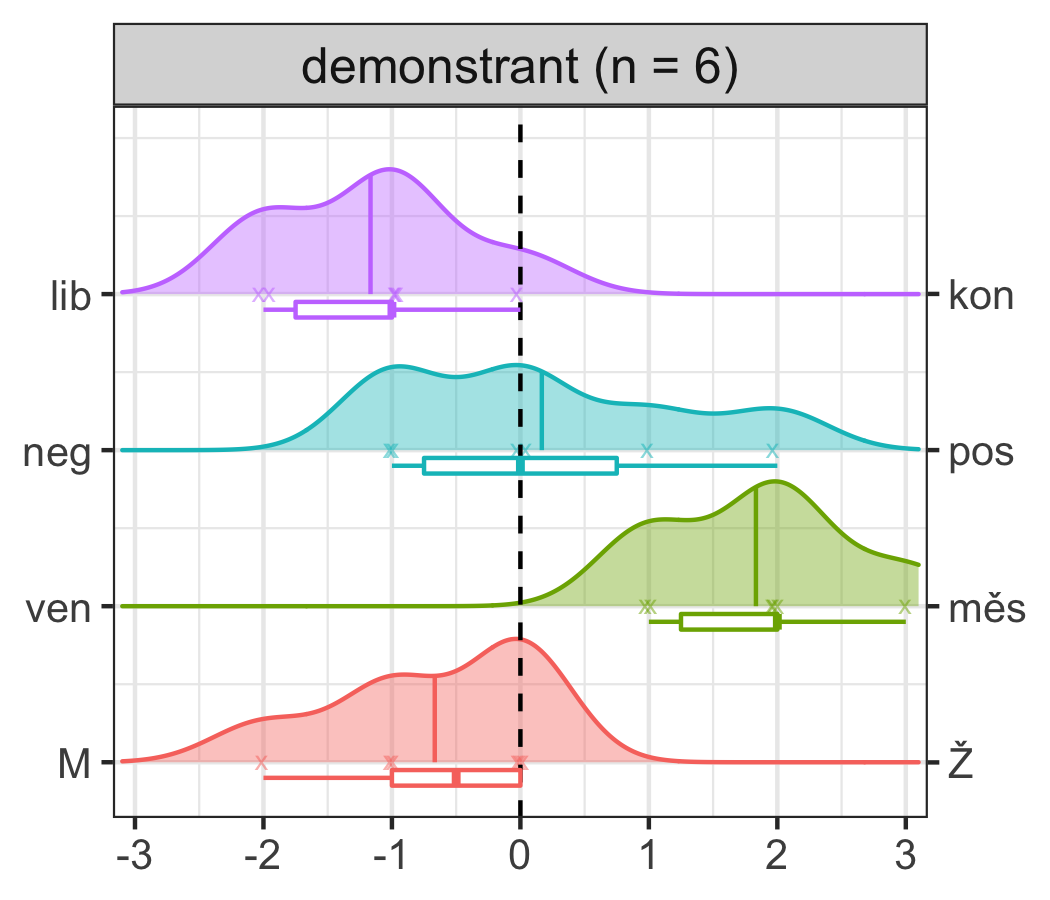 demonstrant (n = 6)
lib kon
neg pos
ven měs
M Ž
-3 -2 -1 0 1 2 3